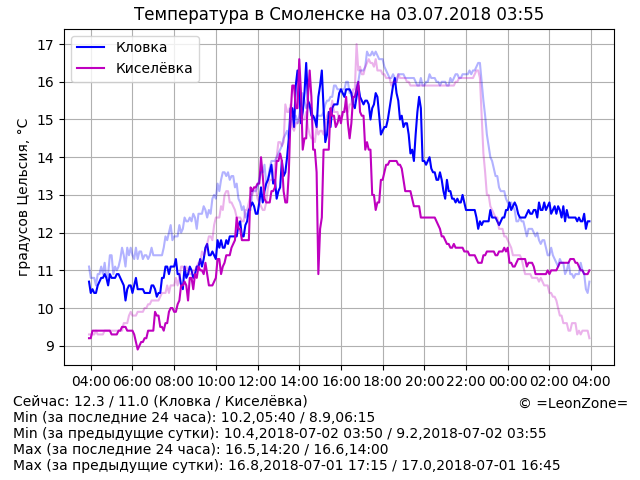 Температура в Смоленске на 03.07.2018 03:55
градусов Цельсия, °C
17
16
15
14
13
12
11
10
9
Кловка
Киселёвка
04:00 06:00 08:00 10:00 12:00 14:00 16:00 18:00 20:00 22:00 00:00 02:00 04:00
Сейчас: 12.3 / 11.0 (Кловка / Киселёвка)
© =LeonZone=
Min (за последние 24 часа): 10.2,05:40 / 8.9,06:15
Min (за предыдущие сутки): 10.4,2018-07-02 03:50 / 9.2,2018-07-02 03:55
Max (за последние 24 часа): 16.5,14:20 / 16.6,14:00
Max (за предыдущие сутки): 16.8,2018-07-01 17:15 / 17.0,2018-07-01 16:45